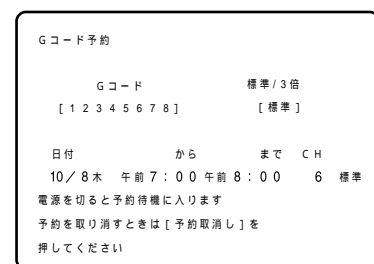 Gコード予約
Gコード 標準/3倍
[12345678] [標準]
日付 から まで CH
10/8木 午前7:00午前8:00 6 標準
電源を切ると予約待機に入ります
予約を取り消すときは[予約取消し]を
押してください